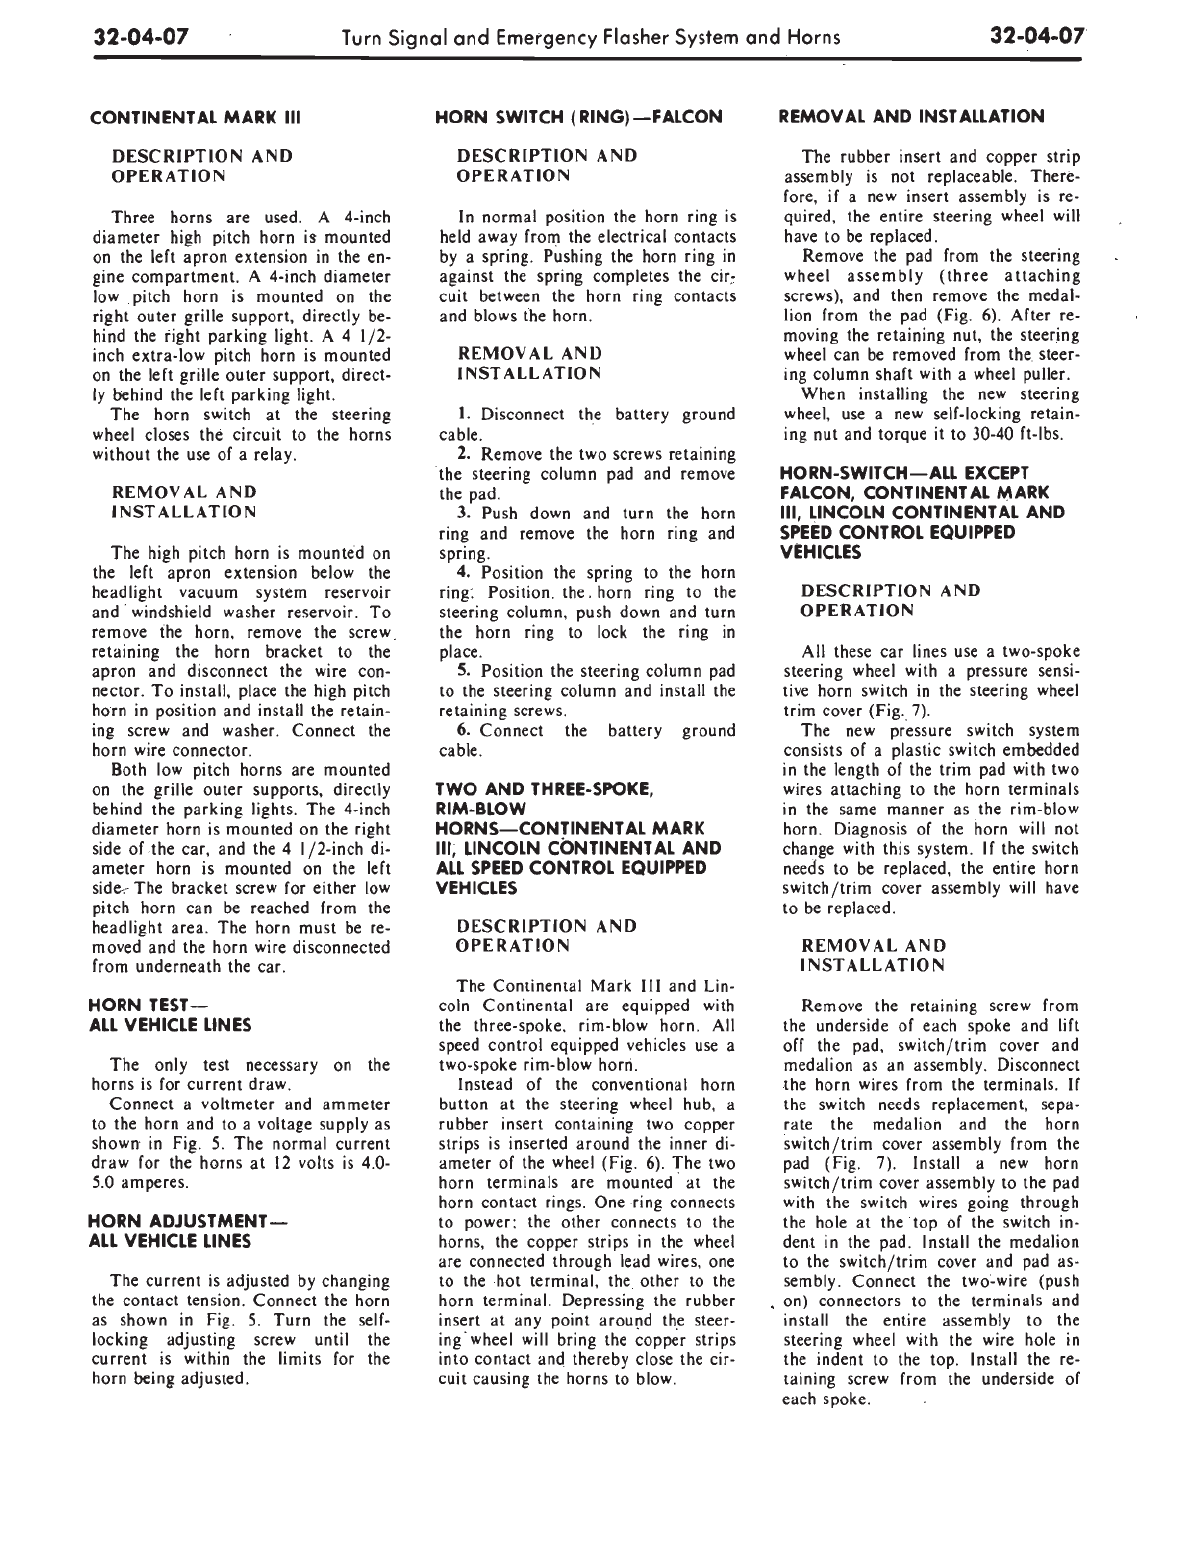 32-04-07 Turn Signal and Emergency Flasher System and Horns 32-04-07
CONTINENTAL MARK III
DESCRIPTION AND
OPERATION
Three horns are used. A 4-inch
diameter high pitch horn is mounted
on the left apron extension in the en-
gine compartment. A 4-inch diameter
low pitch horn is mounted on the
right outer grille support, directly be-
hind the right parking light. A 4 1/2-
inch extra-low pitch horn is mounted
on the left grille outer support, direct-
ly behind the left parking light.
The horn switch at the steering
wheel closes the circuit to the horns
without the use of a relay.
REMOVAL AND
INSTALLATION
The high pitch horn is mounted on
the left apron extension below the
headlight vacuum system reservoir
and windshield washer reservoir. To
remove the horn, remove the screw
retaining the horn bracket to the
apron and disconnect the wire con-
nector. To install, place the high pitch
horn in position and install the retain-
ing screw and washer. Connect the
horn wire connector.
Both low pitch horns are mounted
on the grille outer supports, directly
behind the parking lights. The 4-inch
diameter horn is mounted on the right
side of the car, and the 4 1/2-inch di-
ameter horn is mounted on the left
side. The bracket screw for either low
pitch horn can be reached from the
headlight area. The horn must be re-
moved and the horn wire disconnected
from underneath the car.
HORN TEST—
ALL VEHICLE LINES
The only test necessary on the
horns is for current draw.
Connect a voltmeter and ammeter
to the horn and to a voltage supply as
shown in Fig. 5. The normal current
draw for the horns at 12 volts is 4.0-
5.0 amperes.
HORN ADJUSTMENT—
ALL VEHICLE LINES
The current is adjusted by changing
the contact tension. Connect the horn
as shown in Fig. 5. Turn the self-
locking adjusting screw until the
current is within the limits for the
horn being adjusted.
HORN SWITCH (RING)—FALCON
DESCRIPTION AND
OPERATION
In normal position the horn ring is
held away from the electrical contacts
by a spring. Pushing the horn ring in
against the spring completes the cir-
cuit between the horn ring contacts
and blows the horn.
REMOVAL AND
INSTALLATION
1. Disconnect the battery ground
cable.
2. Remove the two screws retaining
the steering column pad and remove
the pad.
3. Push down and turn the horn
ring and remove the horn ring and
spring.
4. Position the spring to the horn
ring. Position the horn ring to the
steering column, push down and turn
the horn ring to lock the ring in
place.
5. Position the steering column pad
to the steering column and install the
retaining screws.
6. Connect the battery ground
cable.
TWO AND THREE-SPOKE,
RIM-BLOW
HORNS—CONTINENTAL MARK
III, LINCOLN CONTINENTAL AND
ALL SPEED CONTROL EQUIPPED
VEHICLES
DESCRIPTION AND
OPERATION
The Continental Mark III and Lin-
coln Continental are equipped with
the three-spoke, rim-blow horn. All
speed control equipped vehicles use a
two-spoke rim-blow horn.
Instead of the conventional horn
button at the steering wheel hub, a
rubber insert containing two copper
strips is inserted around the inner di-
ameter of the wheel (Fig. 6). The two
horn terminals are mounted at the
horn contact rings. One ring connects
to power; the other connects to the
horns, the copper strips in the wheel
are connected through lead wires, one
to the hot terminal, the other to the
horn terminal. Depressing the rubber
insert at any point around the steer-
ing wheel will bring the copper strips
into contact and thereby close the cir-
cuit causing the horns to blow.
REMOVAL AND INSTALLATION
The rubber insert and copper strip
assembly is not replaceable. There-
fore, if a new insert assembly is re-
quired, the entire steering wheel will
have to be replaced.
Remove the pad from the steering
wheel assembly (three attaching
screws), and then remove the medal-
lion from the pad (Fig. 6). After re-
moving the retaining nut, the steering
wheel can be removed from the steer-
ing column shaft with a wheel puller.
When installing the new steering
wheel, use a new self-locking retain-
ing nut and torque it to 30-40 ft-lbs.
HORN-SWITCH—ALL EXCEPT
FALCON, CONTINENTAL MARK
III, LINCOLN CONTINENTAL AND
SPEED CONTROL EQUIPPED
VEHICLES
DESCRIPTION AND
OPERATION
All these car lines use a two-spoke
steering wheel with a pressure sensi-
tive horn switch in the steering wheel
trim cover (Fig. 7).
The new pressure switch system
consists of a plastic switch embedded
in the length of the trim pad with two
wires attaching to the horn terminals
in the same manner as the rim-blow
horn. Diagnosis of the horn will not
change with this system. If the switch
needs to be replaced, the entire horn
switch/trim cover assembly will have
to be replaced.
REMOVAL AND
INSTALLATION
Remove the retaining screw from
the underside of each spoke and lift
off the pad, switch/trim cover and
medalion as an assembly. Disconnect
the horn wires from the terminals. If
the switch needs replacement, sepa-
rate the medalion and the horn
switch/trim cover assembly from the
pad (Fig. 7). Install a new horn
switch/trim cover assembly to the pad
with the switch wires going through
the hole at the top of the switch in-
dent in the pad. Install the medalion
to the switch/trim cover and pad as-
sembly. Connect the two-wire (push
on) connectors to the terminals and
install the entire assembly to the
steering wheel with the wire hole in
the indent to the top. Install the re-
taining screw from the underside of
each spoke.